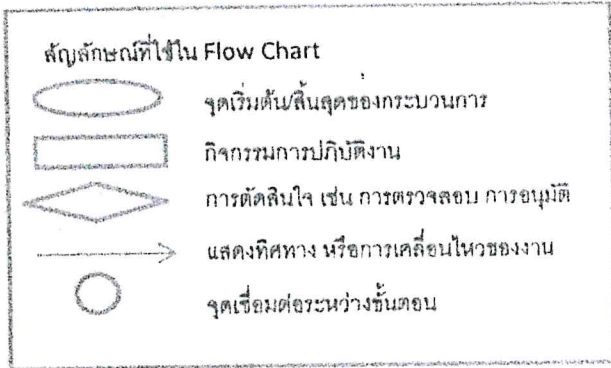 สัญลักษณ์ที่ใช้ใน Flow Chart
จุดเริ่มต้น/สิ้นสุดของกระบวนการ
กิจกรรมการปฏิบัติงาน
การตัดสินใจ เช่น การตรวจสอบ การอนุมัติ
แสดงทิศทาง หรือการเคลื่อนไหวของงาน
จุดเชื่อมต่อระหว่างขั้นตอน